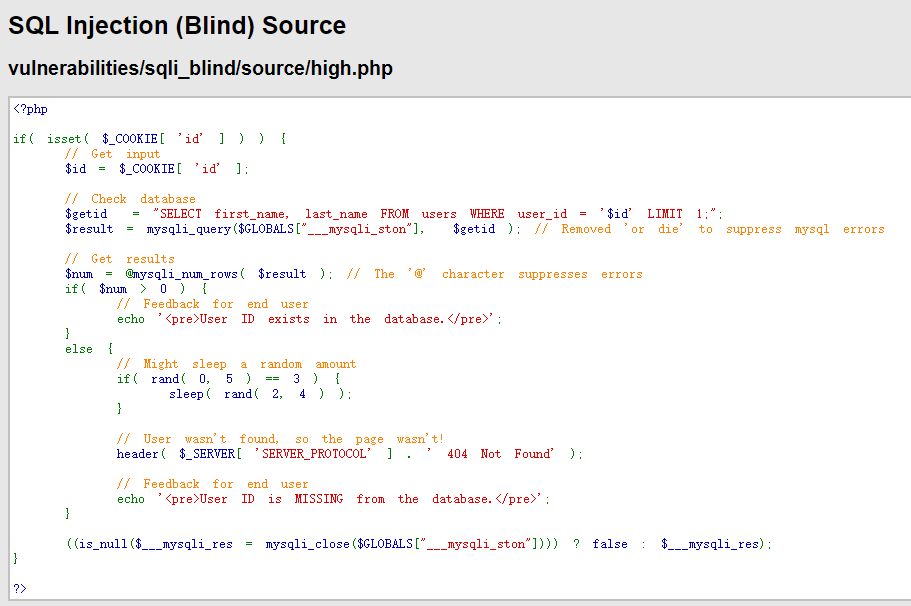 SQL Injection (Blind) Source
vulnerabilities/sqli_blind/source/high.php
<?php
if( isset( $_COOKIE[ 'id' ] ) ) {
// Get input
$id = $_COOKIE[ 'id' ];
// Check database
$getid = "SELECT first_name, last_name FROM users WHERE user_id = '$id' LIMIT 1;";
$result = mysqli_query($GLOBALS["___mysqli_ston"], $getid ); // Removed 'or die' to suppress mysql errors
// Get results
$num = @mysqli_num_rows( $result ); // The '@' character suppresses errors
if( $num > 0 ) {
// Feedback for end user
echo '<pre>User ID exists in the database.</pre>';
}
else {
// Might sleep a random amount
if( rand( 0, 5 ) == 3 ) {
sleep( rand( 2, 4 ) );
}
// User wasn't found, so the page wasn't!
header( $_SERVER[ 'SERVER_PROTOCOL' ] . ' 404 Not Found' );
// Feedback for end user
echo '<pre>User ID is MISSING from the database.</pre>';
}
((is_null($___mysqli_res = mysqli_close($GLOBALS["___mysqli_ston"]))) ? false : $___mysqli_res);
}
?>